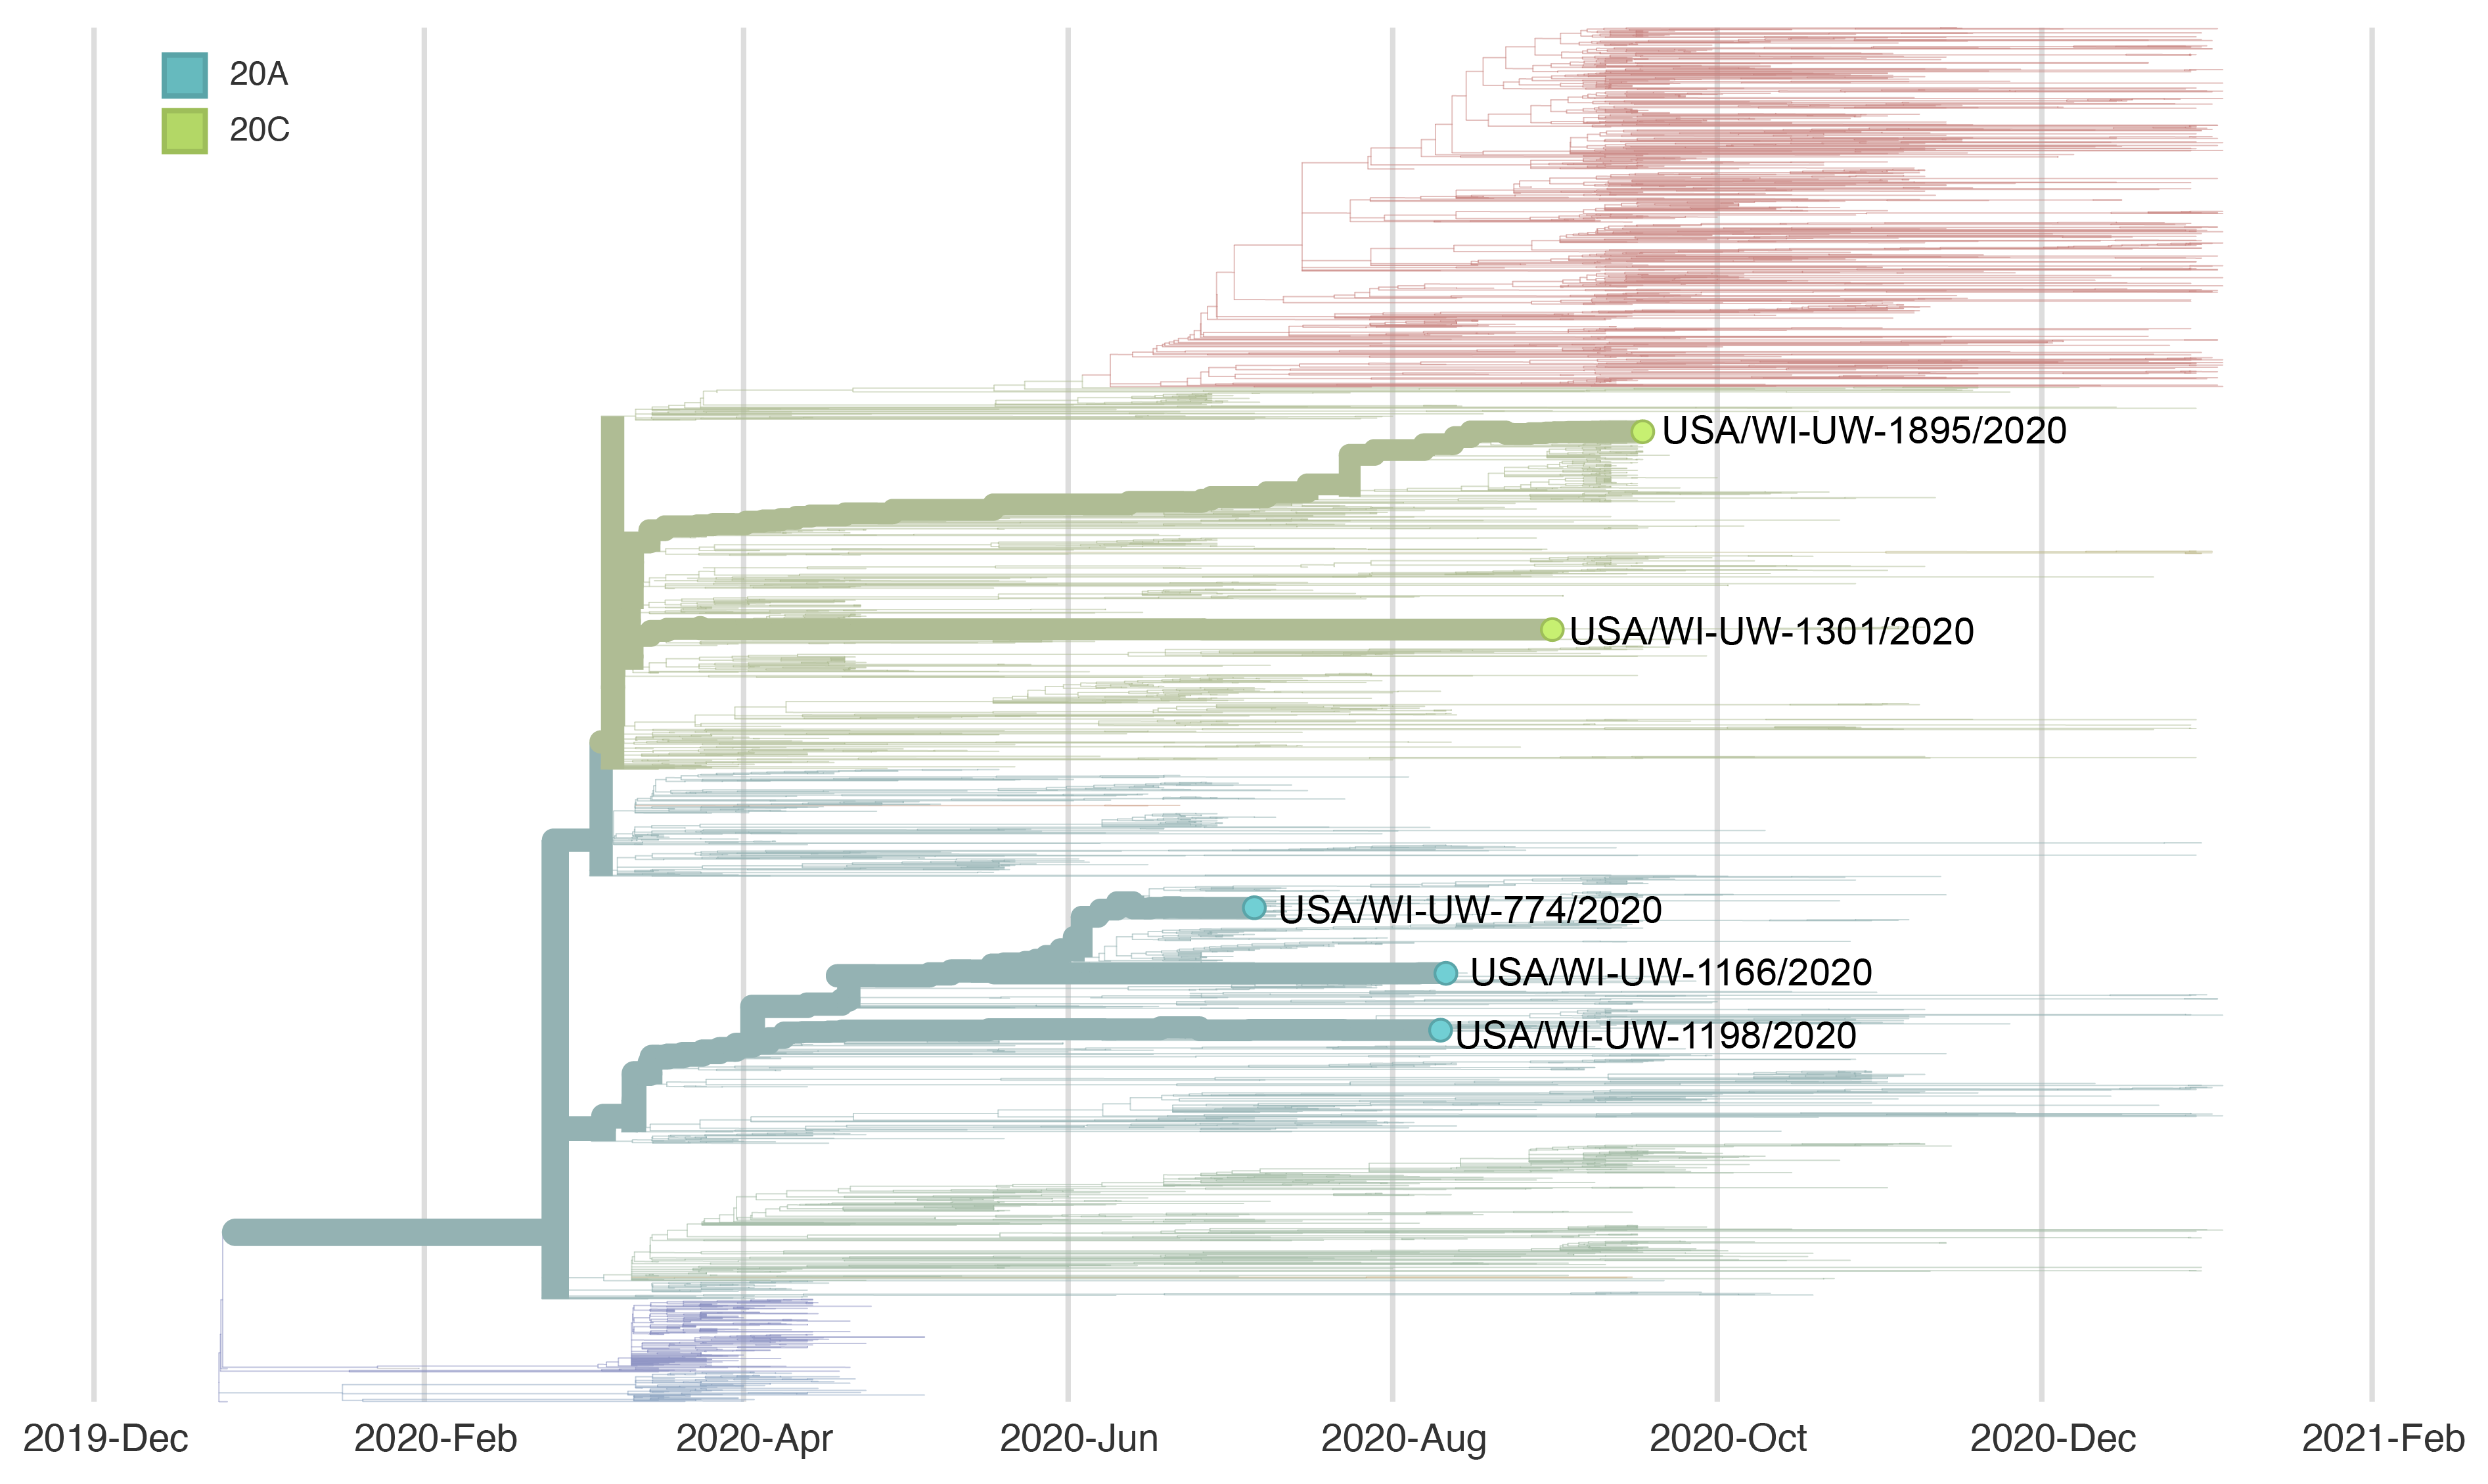 20A
20C
USA/WI-UW-1895/2020
USA/WI-UW-1301/2020
USA/WI-UW-774/2020
USA/WI-UW-1166/2020
USA/WI-UW-1198/2020
2019-Dec 2020-Feb 2020-Apr 2020-Jun 2020-Aug 2020-Oct 2020-Dec 2021-Feb